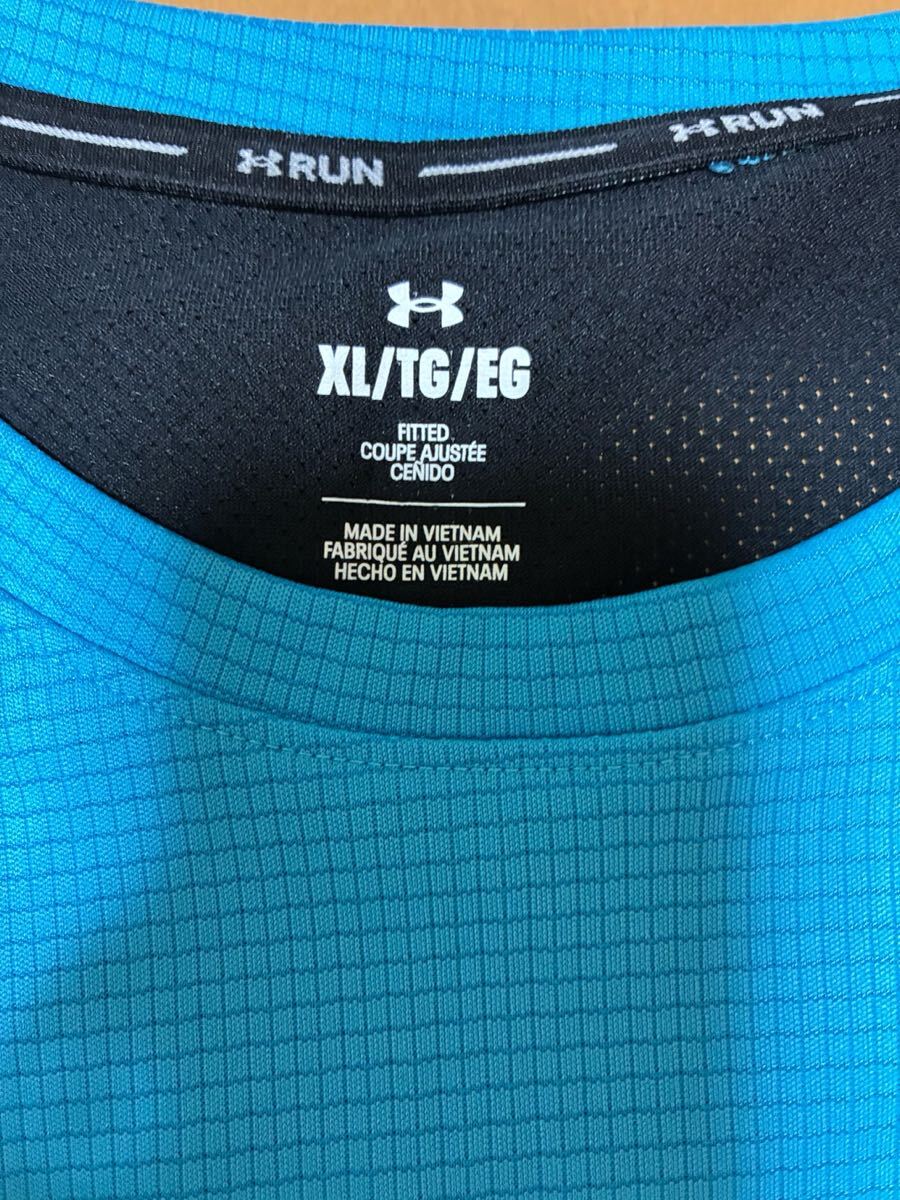 RUN
RUN
XL/TG/EG
FITTED
COUPE AJUSTÉE
CEÑIDO
MADE IN VIETNAM
FABRIQUÉ AU VIETNAM
HECHO EN VIETNAM